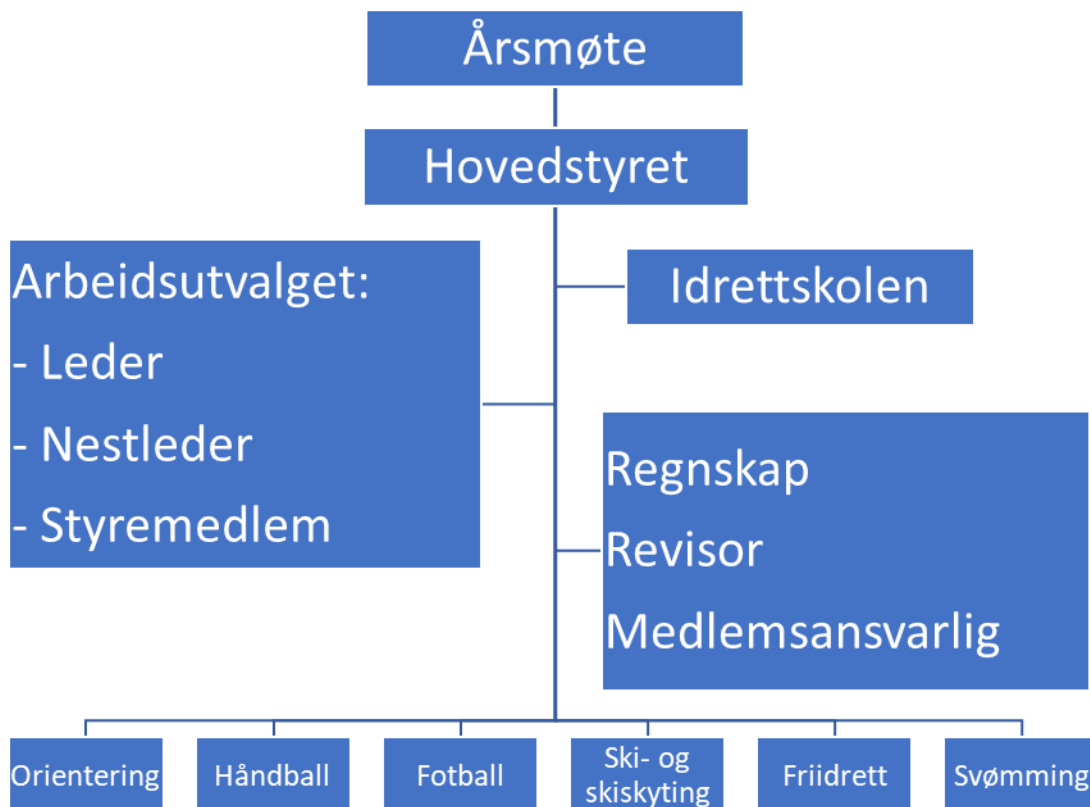 Årsmøte
Hovedstyret
Arbeidsutvalget:
- Leder
- Nestleder
- Styremedlem
Idrettskolen
Regnskap
Revisor
Medlemsansvarlig
Orientering
Håndball
Fotball
Ski- og
skiskyting
Friidrett
Svømming